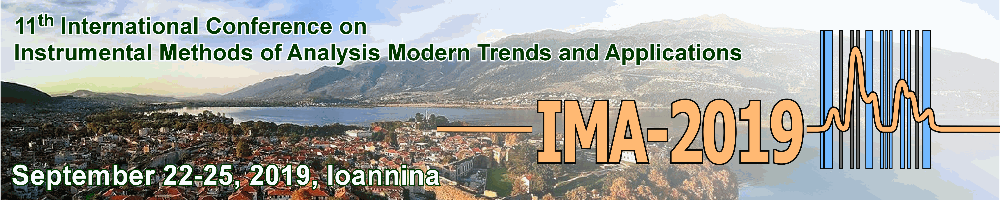 11th International Conference on
Instrumental Methods of Analysis Modern Trends and Applications
IMA-2019
September 22-25, 2019, Ioannina